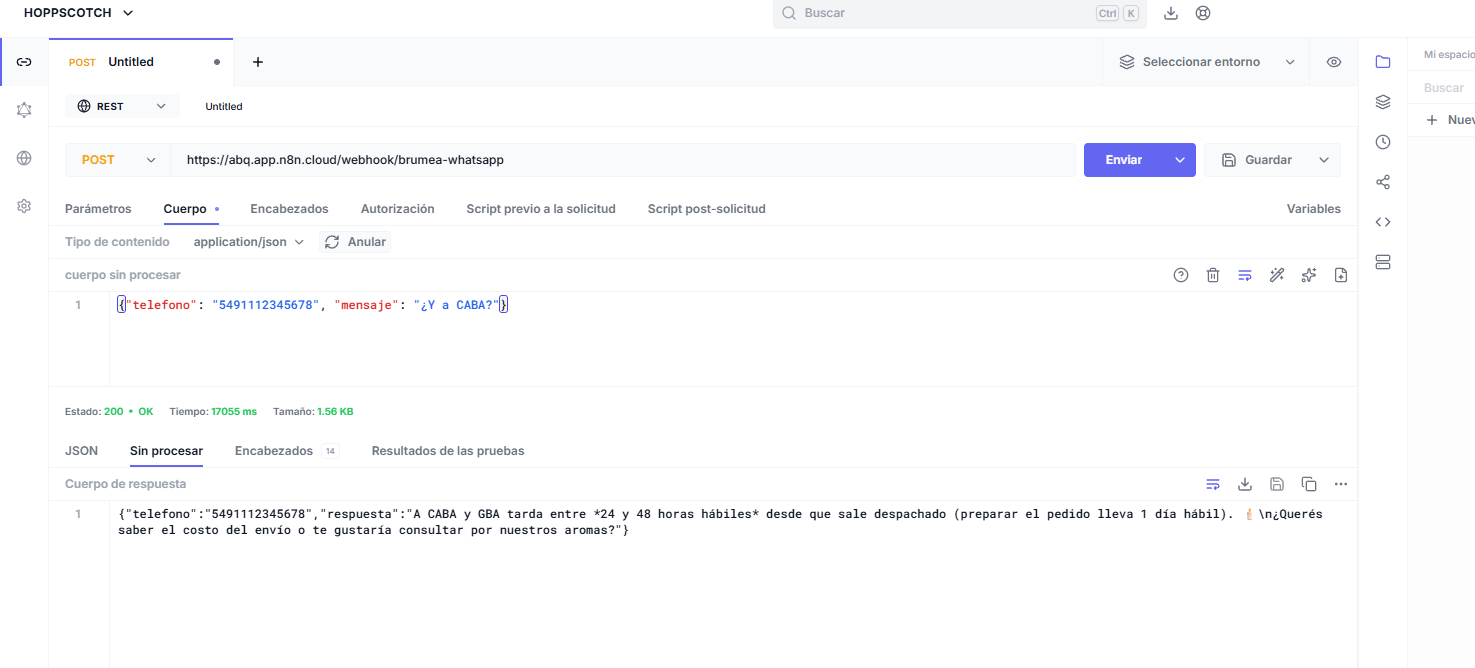 HOPPSCOTCH
Buscar
Ctrl K
POST Untitled
Seleccionar entorno
Mi espacio
REST
Untitled
Buscar
Nuev
POST
https://abq.app.n8n.cloud/webhook/brumea-whatsapp
Enviar
Guardar
Parámetros Cuerpo Encabezados Autorización Script previo a la solicitud Script post-solicitud Variables
Tipo de contenido application/json Anular
cuerpo sin procesar
1 {"telefono": "5491112345678", "mensaje": "¿Y a CABA?"}
Estado: 200 • OK Tiempo: 17055 ms Tamaño: 1.56 KB
JSON Sin procesar Encabezados 14 Resultados de las pruebas
Cuerpo de respuesta
1 {"telefono":"5491112345678","respuesta":"A CABA y GBA tarda entre *24 y 48 horas hábiles* desde que sale despachado (preparar el pedido lleva 1 día hábil). 🕯️\n¿Querés
saber el costo del envío o te gustaría consultar por nuestros aromas?"}